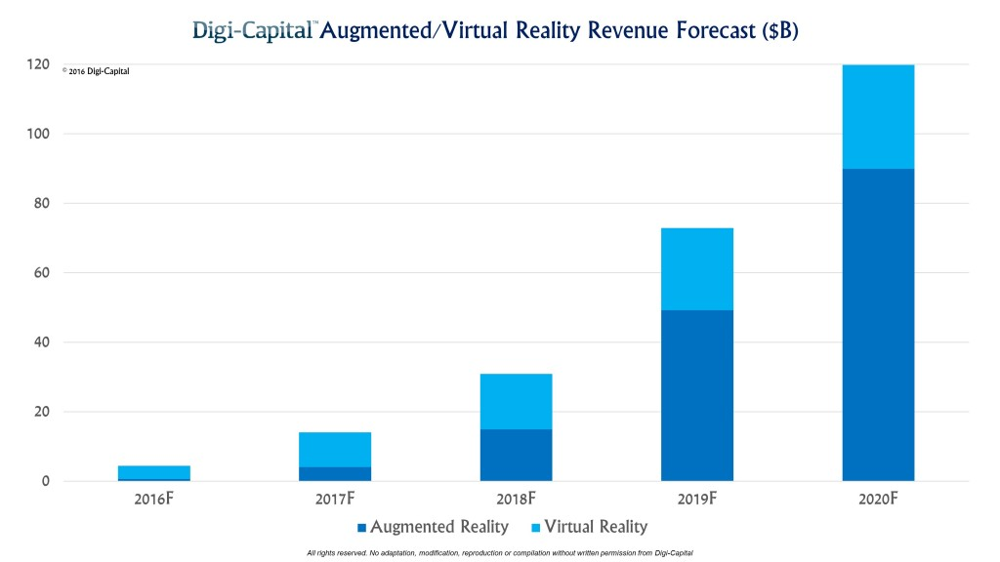 Digi-Capital™ Augmented/Virtual Reality Revenue Forecast ($B)
120
© 2016 Digi-Capital
100
80
60
40
20
0
2016F 2017F 2018F 2019F 2020F
Augmented Reality Virtual Reality
All rights reserved. No adaptation, modification, reproduction or compilation without written permission from Digi-Capital